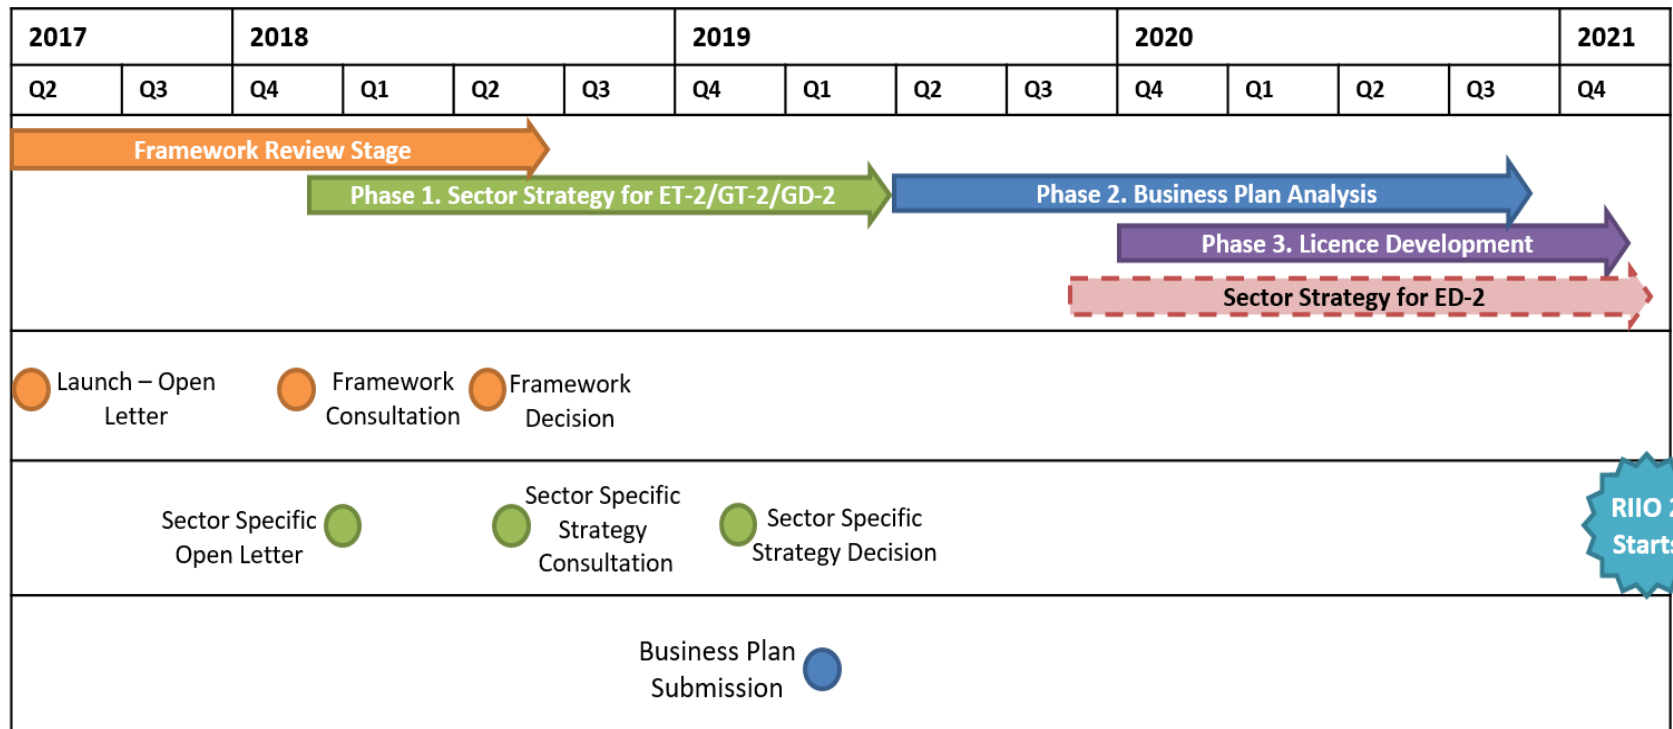 2017 2018 2019 2020 2021
Q2 Q3 Q4 Q1 Q2 Q3 Q4 Q1 Q2 Q3 Q4 Q1 Q2 Q3 Q4
Framework Review Stage
Phase 1. Sector Strategy for ET-2/GT-2/GD-2
Phase 2. Business Plan Analysis
Phase 3. Licence Development
Sector Strategy for ED-2
Launch – Open
Letter
Framework
Consultation
Framework
Decision
Sector Specific
Open Letter
Sector Specific
Strategy
Consultation
Sector Specific
Strategy Decision
RIIO 2
Starts
Business Plan
Submission